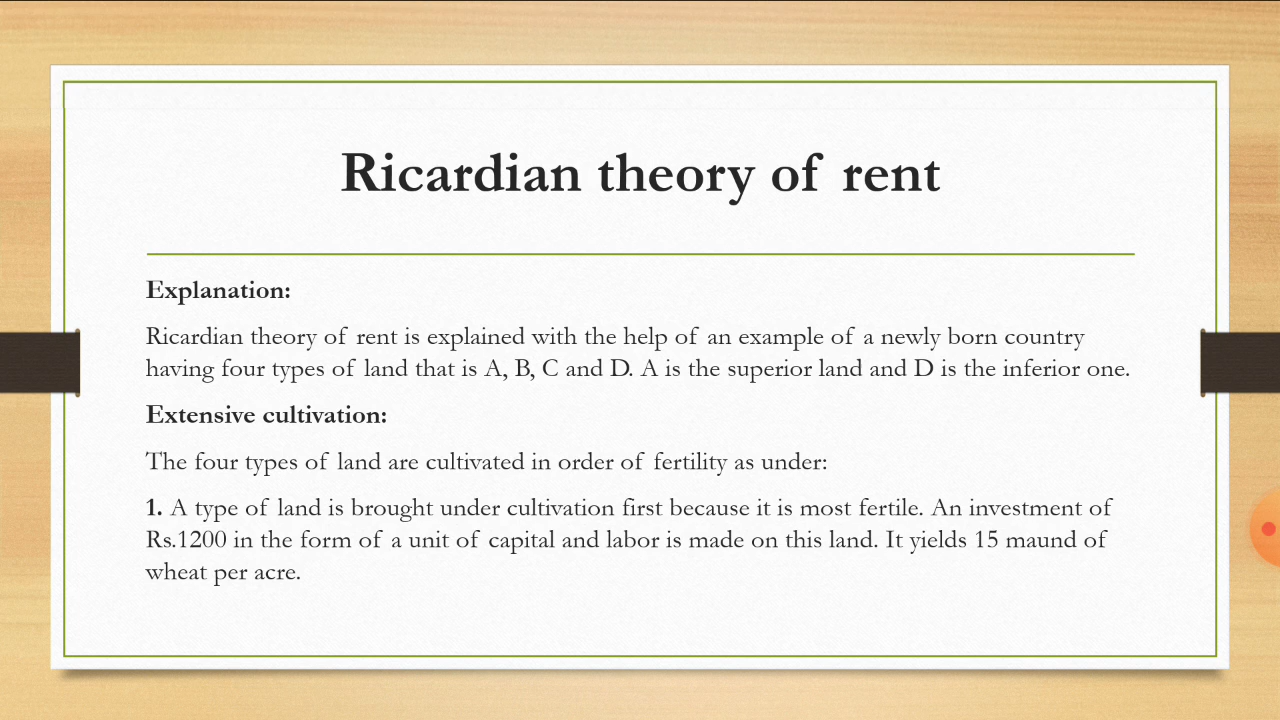 Ricardian theory of rent
Explanation:
Ricardian theory of rent is explained with the help of an example of a newly born country
having four types of land that is A, B, C and D. A is the superior land and D is the inferior one.
Extensive cultivation:
The four types of land are cultivated in order of fertility as under:
1. A type of land is brought under cultivation first because it is most fertile. An investment of
Rs.1200 in the form of a unit of capital and labor is made on this land. It yields 15 maund of
wheat per acre.